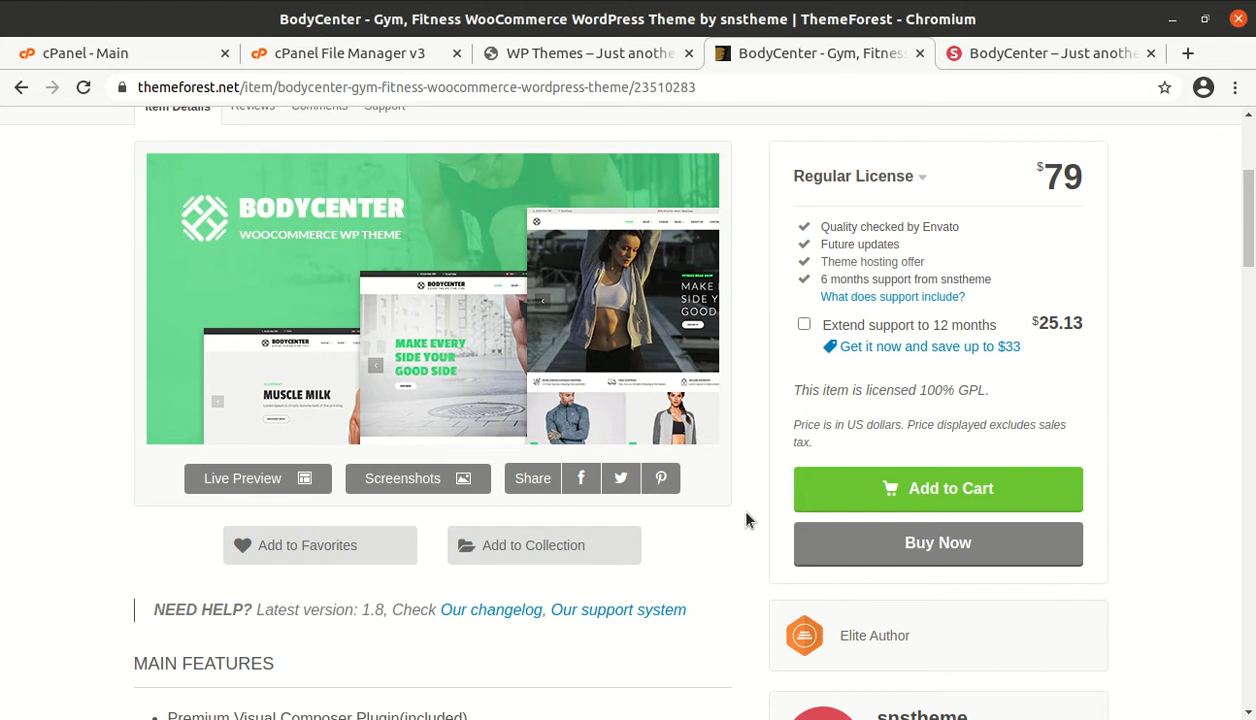 BodyCenter - Gym, Fitness WooCommerce WordPress Theme by snstheme | ThemeForest - Chromium
cPanel - Main
cPanel File Manager v3
WP Themes – Just anothe
BodyCenter - Gym, Fitnes
BodyCenter – Just anoth
themeforest.net/item/bodycenter-gym-fitness-woocommerce-wordpress-theme/23510283
Item Details
Reviews
Comments
Support
BODYCENTER
WOOCOMMERCE WP THEME
BODYCENTER
MUSCLE MILK
BODYCENTER
MAKE EVERY
SIDE YOUR
GOOD SIDE
MAKE
SIDE Y
GOOD
Live Preview
Screenshots
Share
Add to Favorites
Add to Collection
NEED HELP? Latest version: 1.8, Check Our changelog, Our support system
MAIN FEATURES
Premium Visual Composer Plugin(included)
Regular License
$79
Quality checked by Envato
Future updates
Theme hosting offer
6 months support from snstheme
What does support include?
Extend support to 12 months
$25.13
Get it now and save up to $33
This item is licensed 100% GPL.
Price is in US dollars. Price displayed excludes sales
tax.
Add to Cart
Buy Now
Elite Author
snstheme